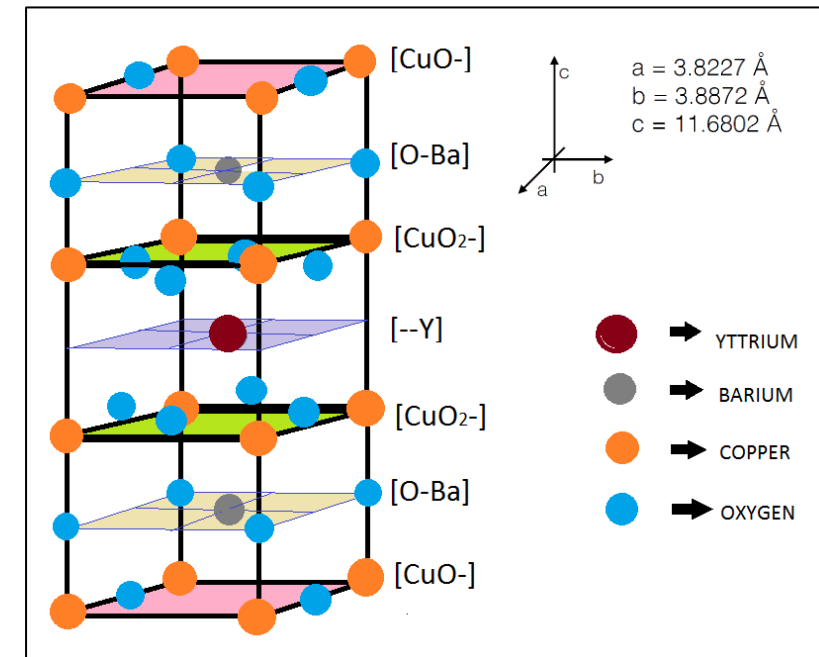 [CuO-]
[O-Ba]
[CuO2-]
[--Y]
[CuO2-]
[O-Ba]
[CuO-]
c
a
b
a = 3.8227 Å
b = 3.8872 Å
c = 11.6802 Å
YTTRIUM
BARIUM
COPPER
OXYGEN